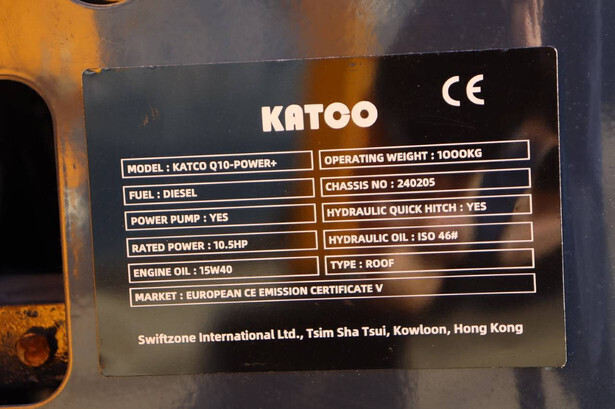 CE
KATCO
MODEL : KATCO Q10-POWER+
OPERATING WEIGHT : 1000KG
FUEL : DIESEL
CHASSIS NO : 240205
POWER PUMP : YES
HYDRAULIC QUICK HITCH : YES
RATED POWER : 10.5HP
HYDRAULIC OIL : ISO 46#
ENGINE OIL : 15W40
TYPE : ROOF
MARKET : EUROPEAN CE EMISSION CERTIFICATE V
Swiftzone International Ltd., Tsim Sha Tsui, Kowloon, Hong Kong